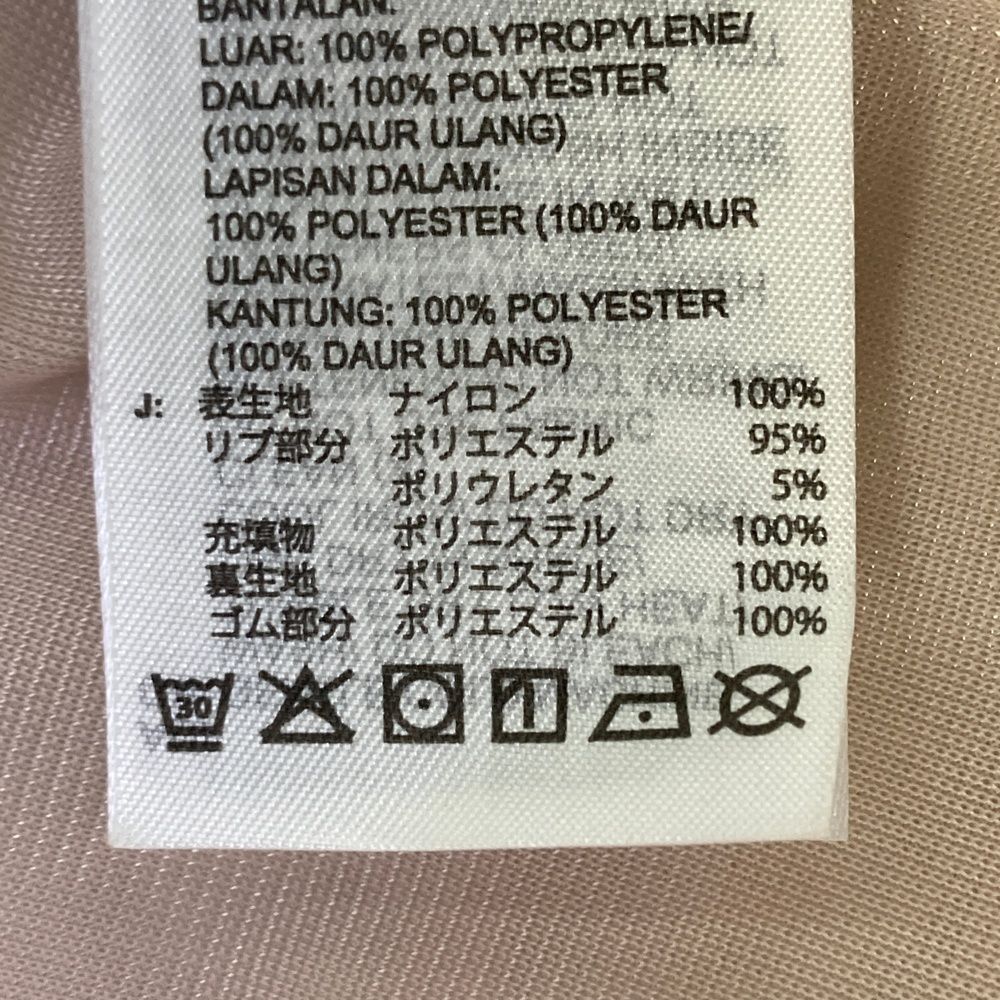 BANTALAN:
LUAR: 100% POLYPROPYLENE/
DALAM: 100% POLYESTER
(100% DAUR ULANG)
LAPISAN DALAM:
100% POLYESTER (100% DAUR
ULANG)
KANTUNG: 100% POLYESTER
(100% DAUR ULANG)
J: 表生地 ナイロン 100%
リブ部分 ポリエステル 95%
ポリウレタン 5%
充填物 ポリエステル 100%
裏生地 ポリエステル 100%
ゴム部分 ポリエステル 100%
30